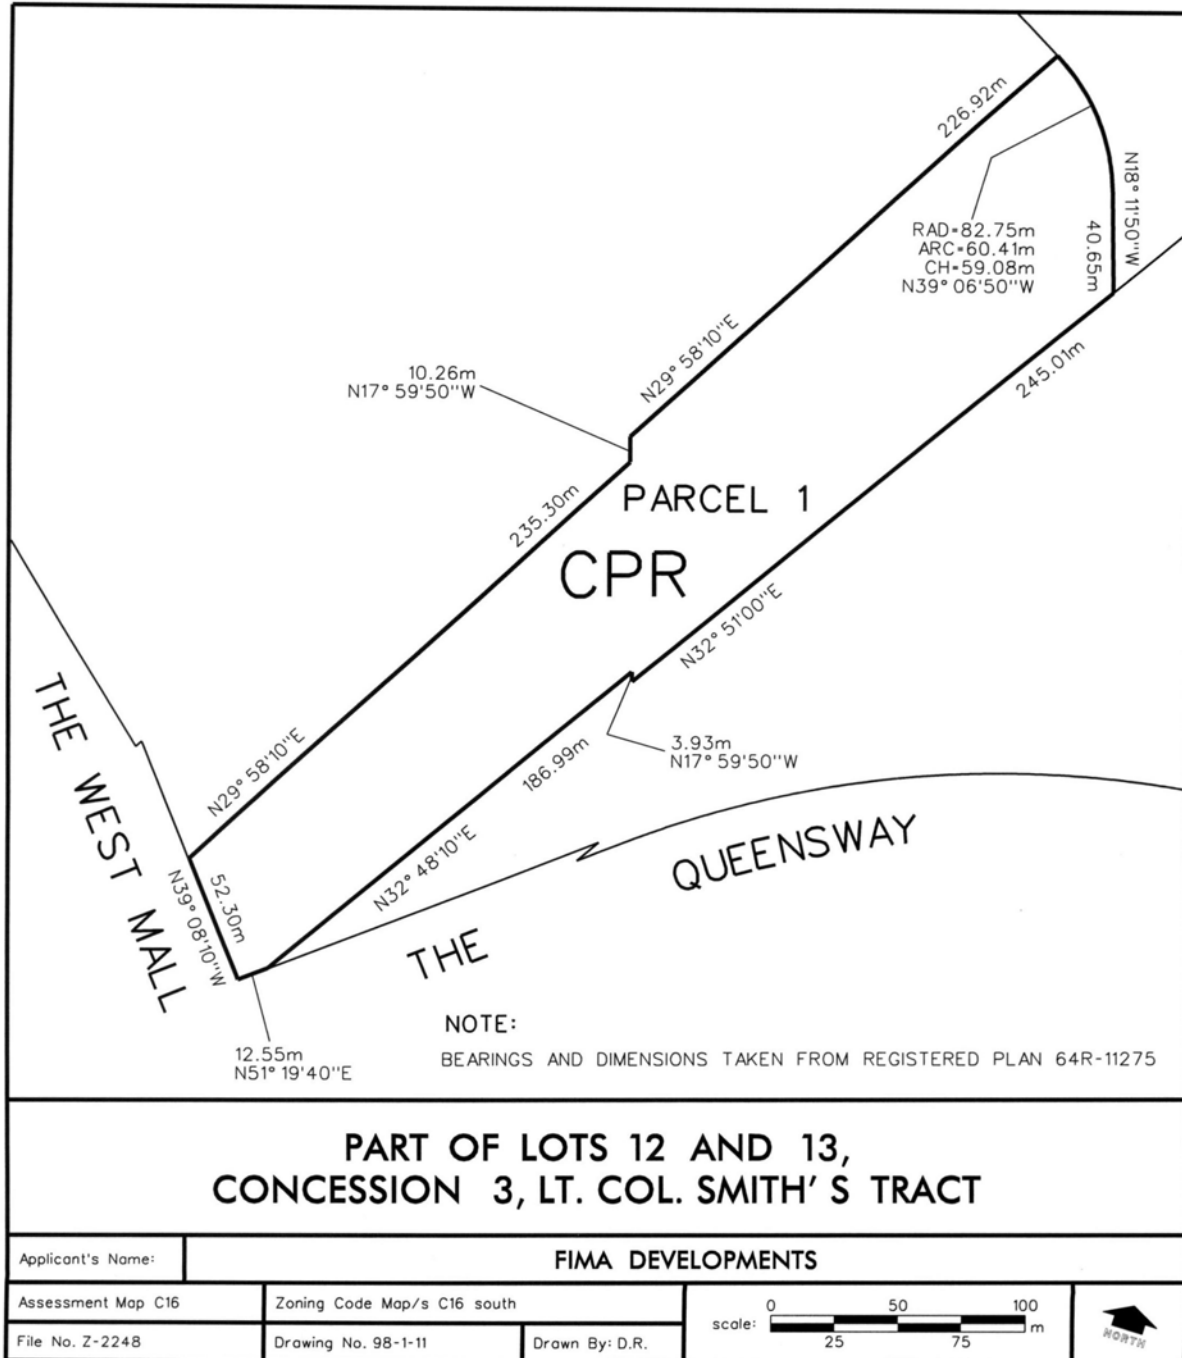 226.92m
N18° 11'50"W
40.65m
RAD=82.75m
ARC=60.41m
CH=59.08m
N39° 06'50"W
N29° 58'10"E
245.01m
10.26m
N17° 59'50"W
235.30m
PARCEL 1
CPR
N32° 51'00"E
THE WEST MALL
N29° 58'10"E
186.99m
3.93m
N17° 59'50"W
N32° 48'10"E
THE QUEENSWAY
52.30m
N39° 08'10"W
12.55m
N51° 19'40"E
NOTE:
BEARINGS AND DIMENSIONS TAKEN FROM REGISTERED PLAN 64R-11275
PART OF LOTS 12 AND 13,
CONCESSION 3, LT. COL. SMITH' S TRACT
Applicant's Name:
FIMA DEVELOPMENTS
Assessment Map C16
Zoning Code Map/s C16 south
File No. Z-2248
Drawing No. 98-1-11
Drawn By: D.R.
scale:
0 50 100
m
25 75
NORTH